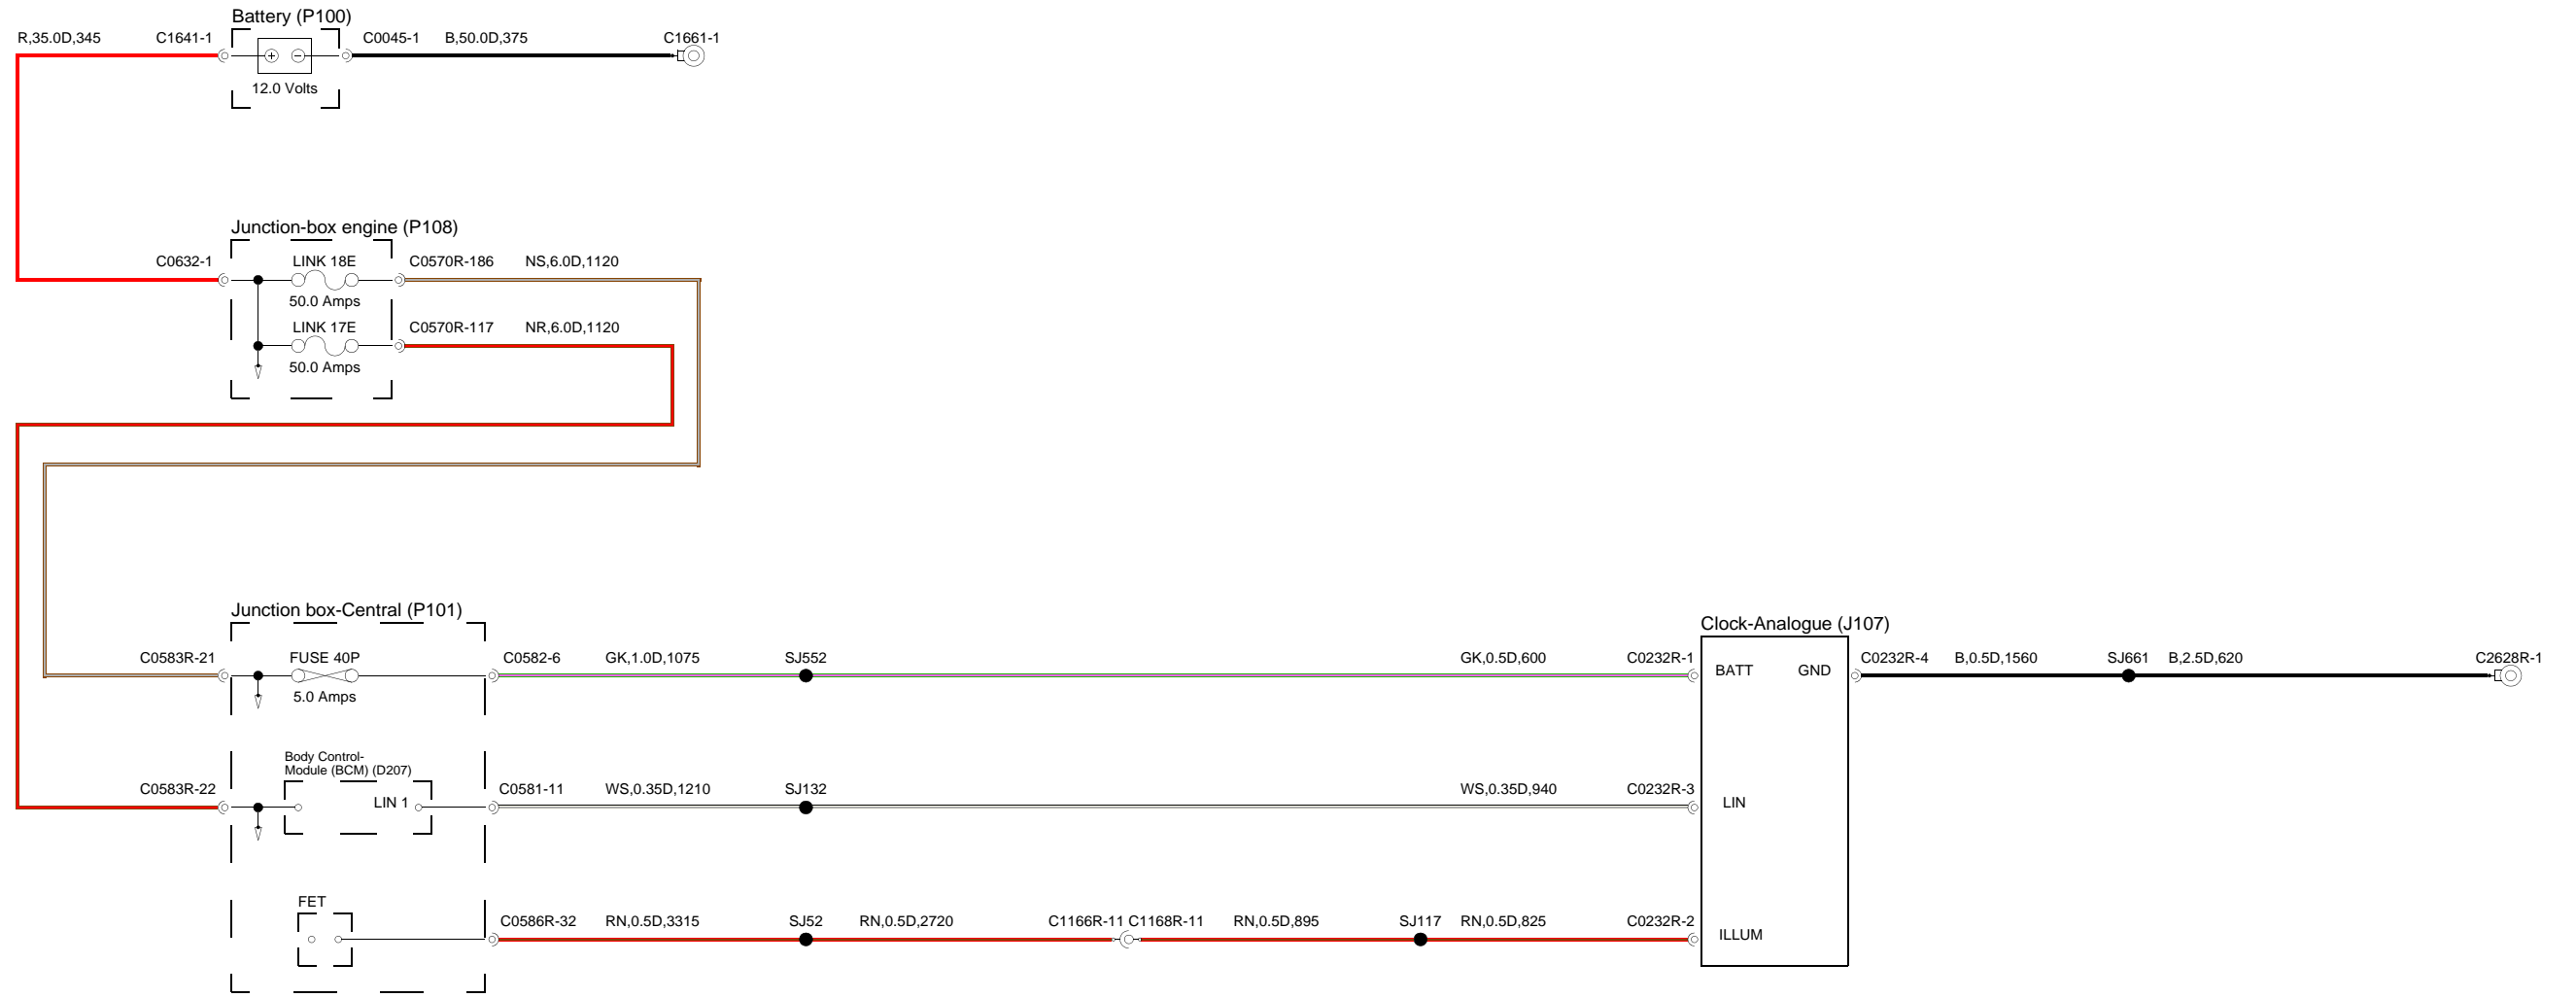 Battery (P100)
R,35.0D,345 C1641-1 C0045-1 B,50.0D,375 C1661-1
12.0 Volts
Junction-box engine (P108)
C0632-1 LINK 18E C0570R-186 NS,6.0D,1120
50.0 Amps
LINK 17E C0570R-117 NR,6.0D,1120
50.0 Amps
Junction box-Central (P101)
Clock-Analogue (J107)
C0583R-21 FUSE 40P C0582-6 GK,1.0D,1075 SJ552 GK,0.5D,600 C0232R-1 C0232R-4 B,0.5D,1560 SJ661 B,2.5D,620 C2628R-1
BATT GND
5.0 Amps
Body Control-
Module (BCM) (D207)
C0583R-22 C0581-11 WS,0.35D,1210 SJ132 WS,0.35D,940 C0232R-3
LIN 1 LIN
FET
C0586R-32 RN,0.5D,3315 SJ52 RN,0.5D,2720 C1166R-11 C1168R-11 RN,0.5D,895 SJ117 RN,0.5D,825 C0232R-2
ILLUM